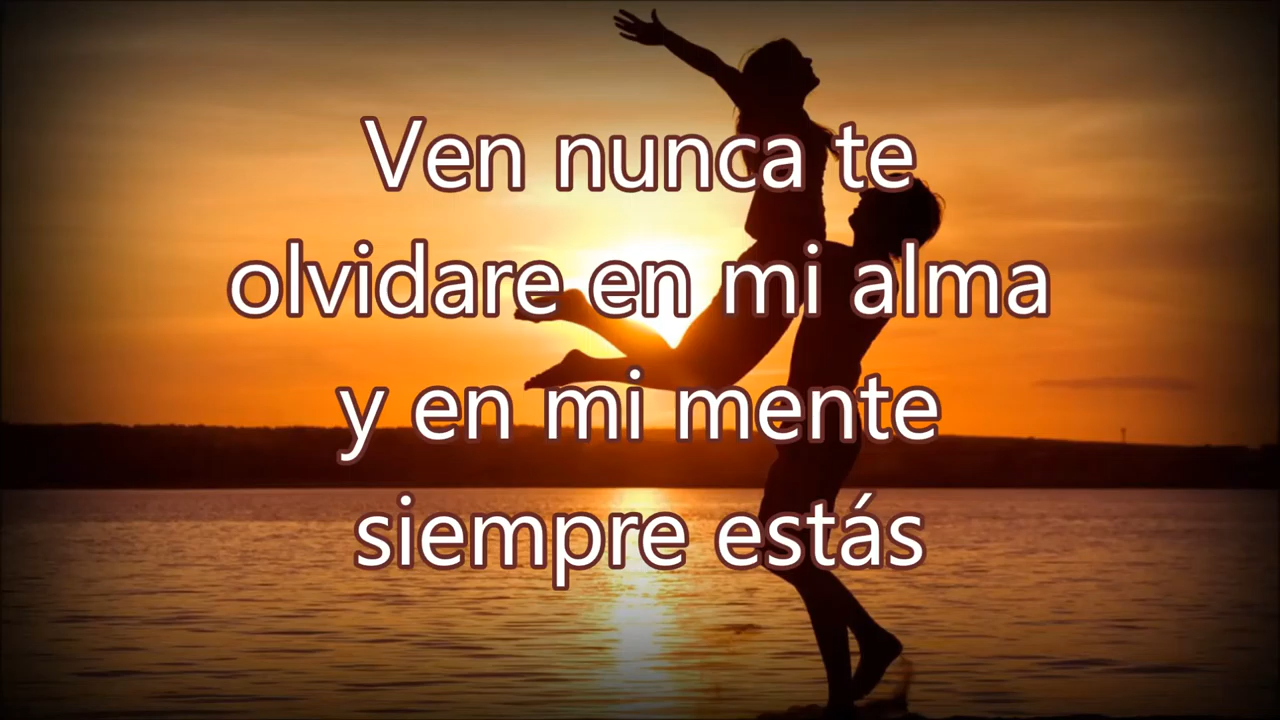 Ven nunca te
olvidare en mi alma
y en mi mente
siempre estás